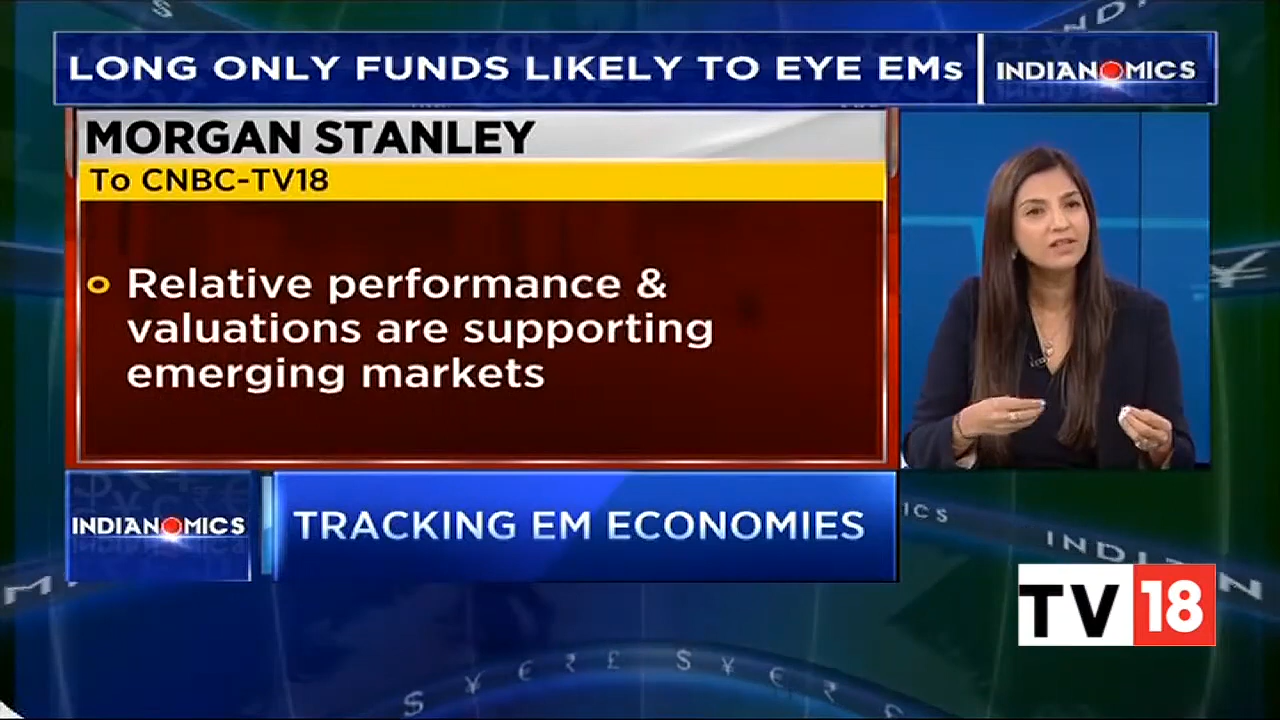 LONG ONLY FUNDS LIKELY TO EYE EMs
INDIANOMICS
MORGAN STANLEY
To CNBC-TV18
Relative performance &
valuations are supporting
emerging markets
INDIANOMICS
TRACKING EM ECONOMIES
TV18